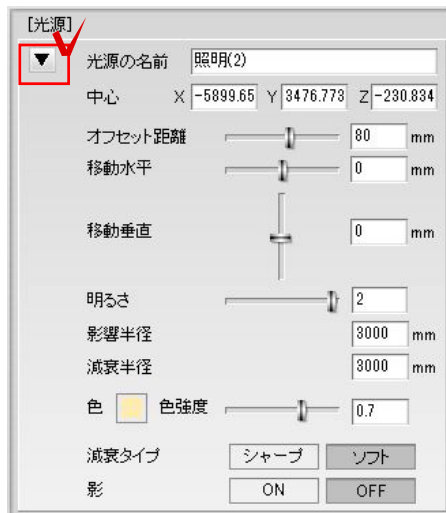 [光源]
▼ 光源の名前 照明(2)
中心 X -5899.65 Y 3476.773 Z -230.834
オフセット距離 80 mm
移動水平 0 mm
移動垂直 0 mm
明るさ 2
影響半径 3000 mm
減衰半径 3000 mm
色 色強度 0.7
減衰タイプ シャープ ソフト
影 ON OFF